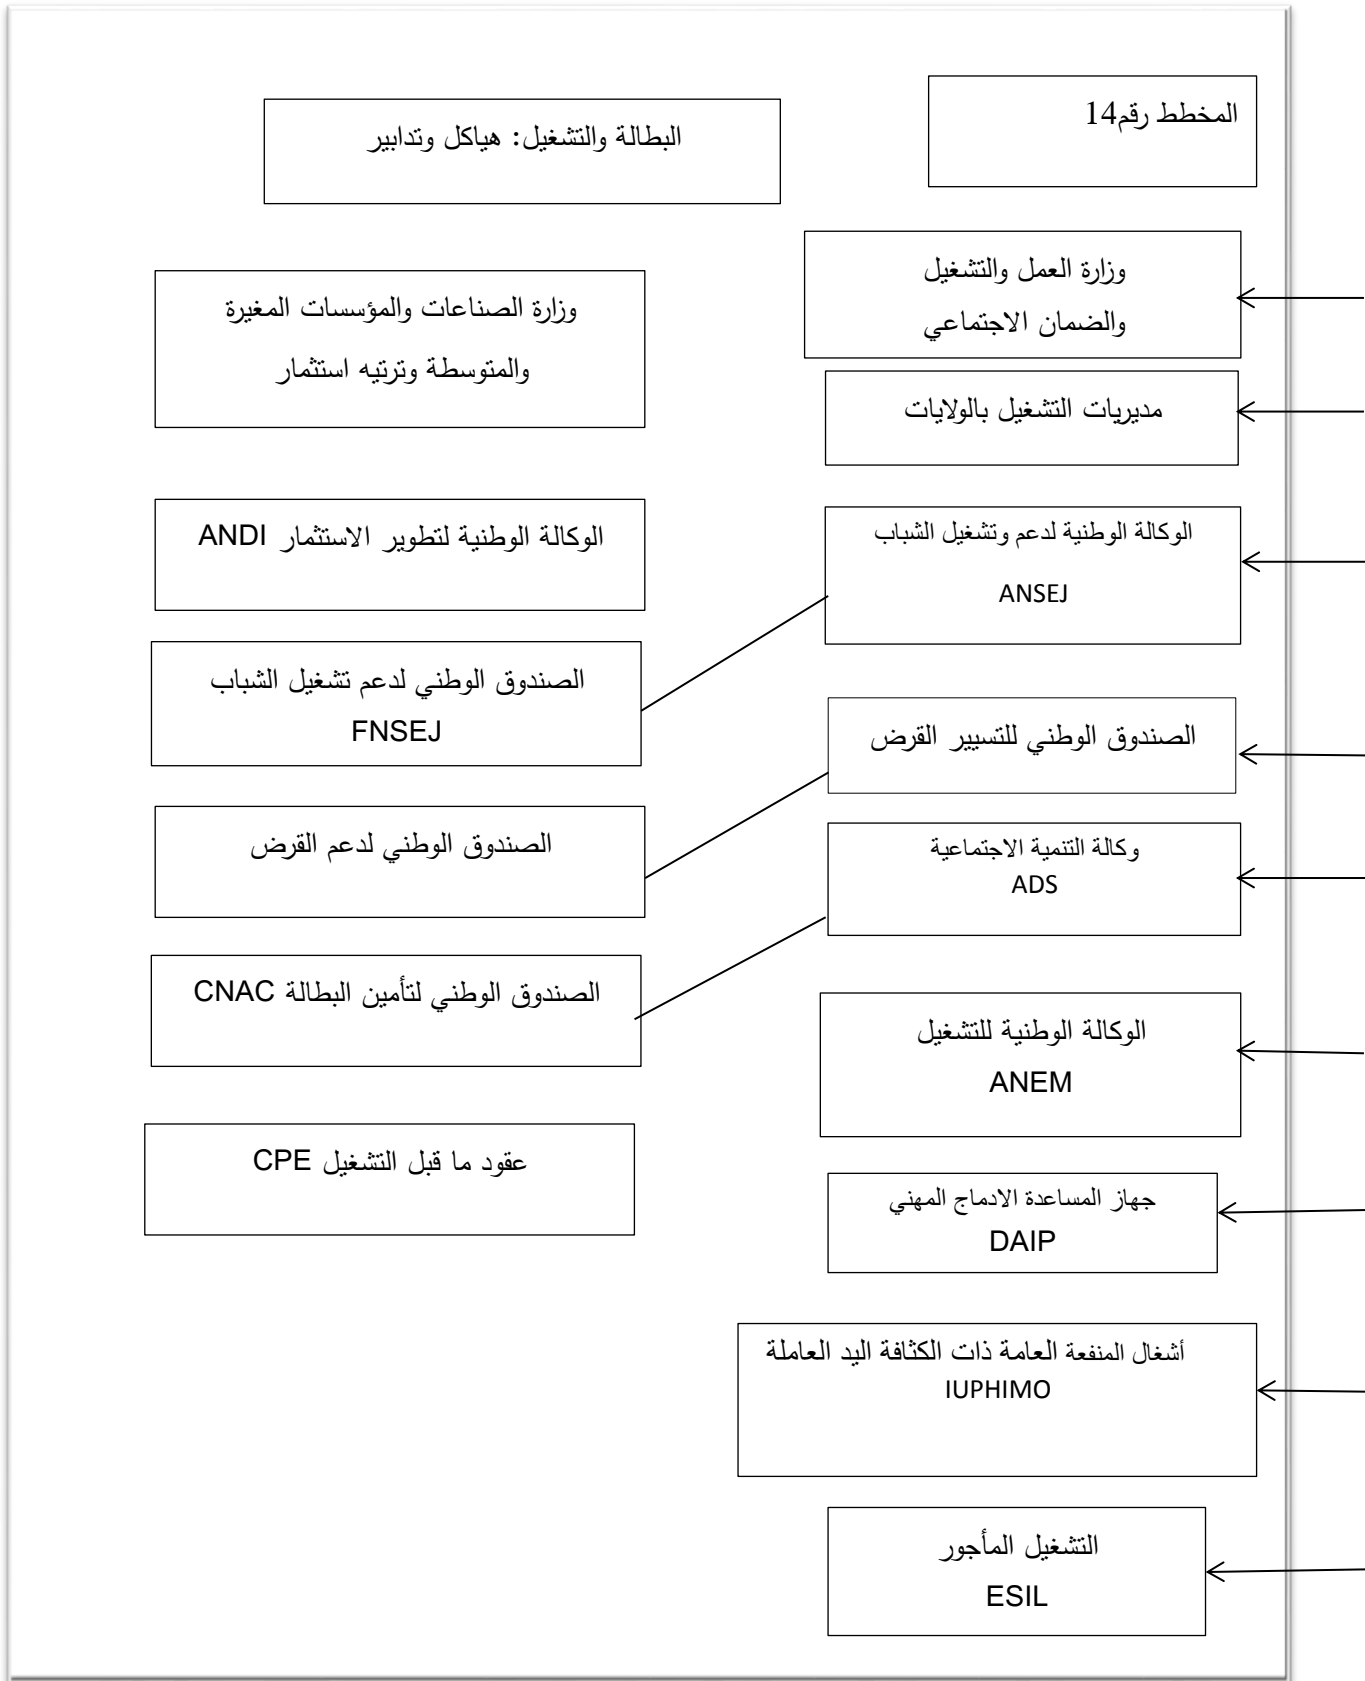 المخطط رقم14
البطالة والتشغيل: هياكل وتدابير
وزارة العمل والتشغيل
والضمان الاجتماعي
وزارة الصناعات والمؤسسات المغيرة
والمتوسطة وترتيه استثمار
مديريات التشغيل بالولايات
الوكالة الوطنية لدعم وتشغيل الشباب
ANSEJ
الوكالة الوطنية لتطوير الاستثمار ANDI
الصندوق الوطني لدعم تشغيل الشباب
FNSEJ
الصندوق الوطني للتسيير القرض
الصندوق الوطني لدعم القرض
وكالة التنمية الاجتماعية
ADS
الصندوق الوطني لتأمين البطالة CNAC
الوكالة الوطنية للتشغيل
ANEM
عقود ما قبل التشغيل CPE
جهاز المساعدة الادماج المهني
DAIP
أشغال المنفعة العامة ذات الكثافة اليد العاملة
IUPHIMO
التشغيل المأجور
ESIL